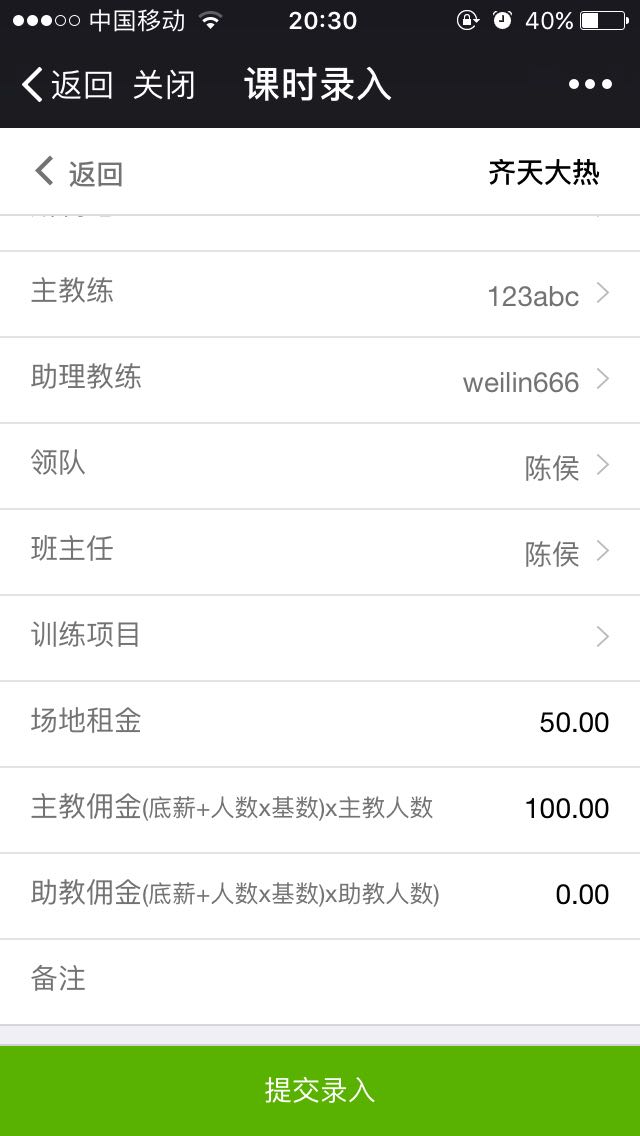 中国移动 20:30 40%
返回 关闭 课时录入
返回 齐天大热
主教练 123abc
助理教练 weilin666
领队 陈侯
班主任 陈侯
训练项目
场地租金 50.00
主教佣金(底薪+人数x基数)x主教人数 100.00
助教佣金(底薪+人数x基数)x助教人数) 0.00
备注
提交录入